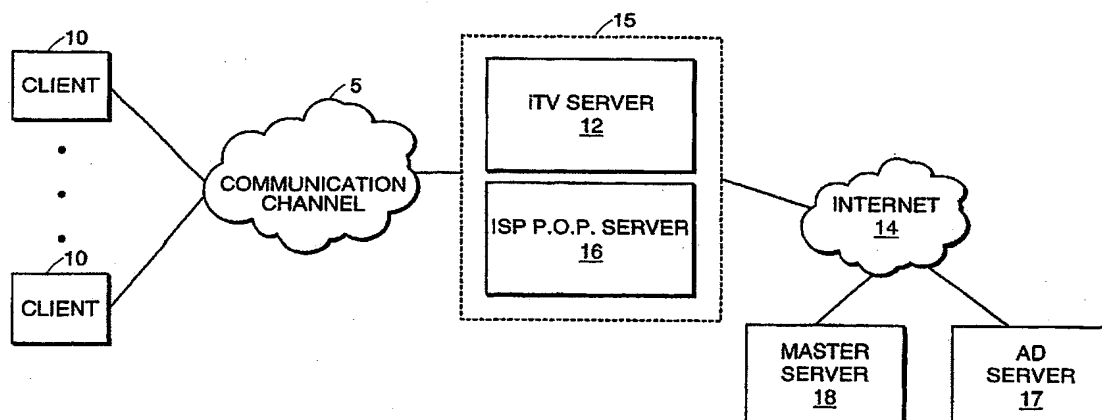 10
CLIENT
10
CLIENT
5
COMMUNICATION
CHANNEL
15
iTV SERVER
12
ISP P.O.P. SERVER
16
INTERNET
14
MASTER
SERVER
18
AD
SERVER
17